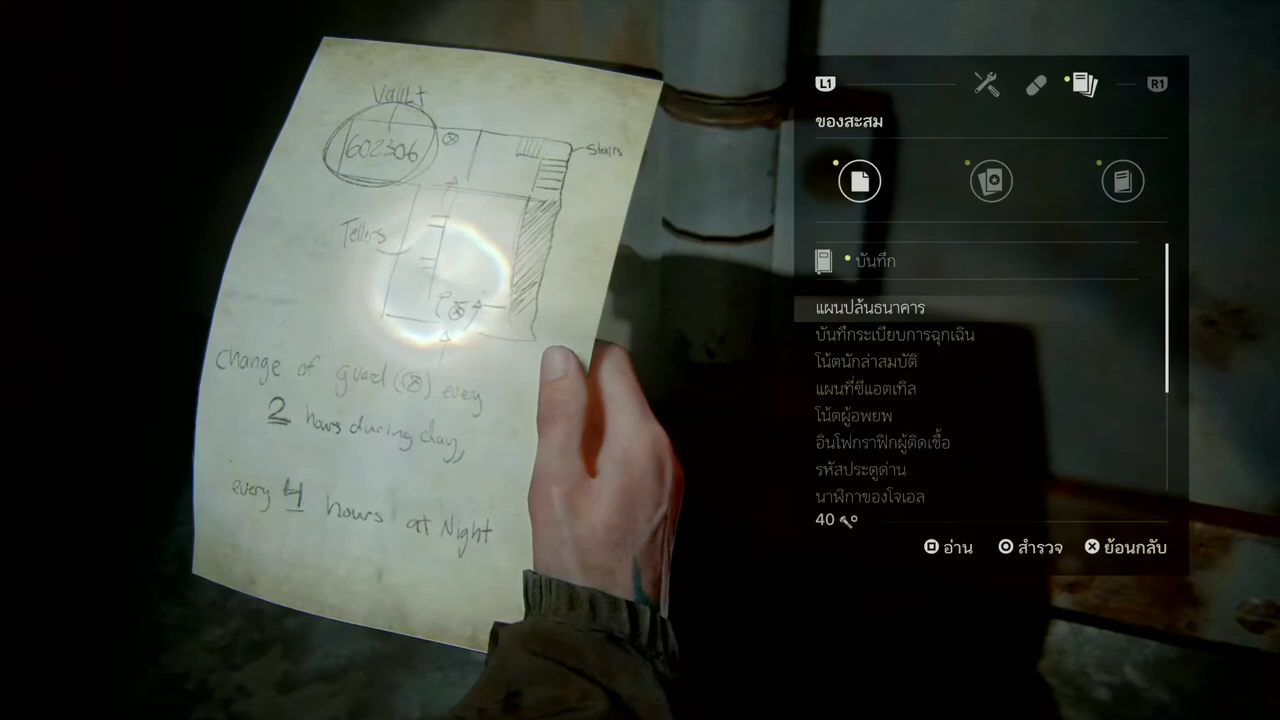 Vault
602306
Stairs
Tellers
Change of guard (⊗) every
2 hours during day,
every 4 hours at Night
L1
R1
ของสะสม
บันทึก
แผนปล้นธนาคาร
บันทึกระเบียบการฉุกเฉิน
โน้ตนักล่าสมบัติ
แผนที่ซีแอตเทิล
โน้ตผู้อพยพ
อินโฟกราฟิกผู้ติดเชื้อ
รหัสประตูด่าน
นาฬิกาของโจเอล
40
อ่าน สำรวจ ย้อนกลับ